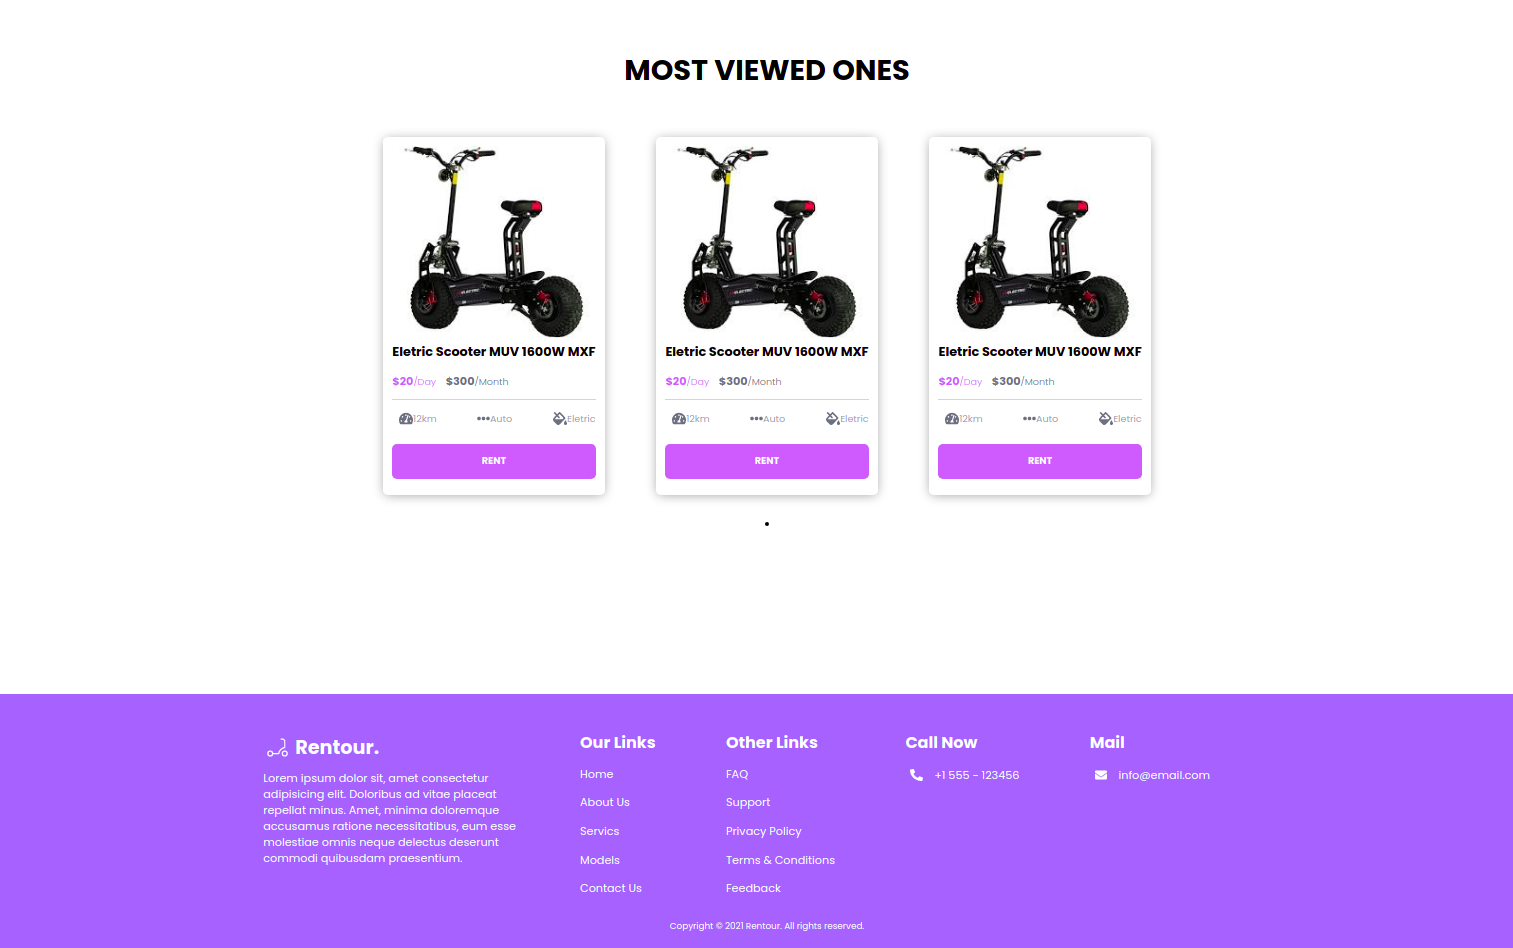 MOST VIEWED ONES
Eletric Scooter MUV 1600W MXF
$20/Day $300/Month
12km Auto Eletric
RENT
Eletric Scooter MUV 1600W MXF
$20/Day $300/Month
12km Auto Eletric
RENT
Eletric Scooter MUV 1600W MXF
$20/Day $300/Month
12km Auto Eletric
RENT
Rentour.
Lorem ipsum dolor sit, amet consectetur
adipisicing elit. Doloribus ad vitae placeat
repellat minus. Amet, minima doloremque
accusamus ratione necessitatibus, eum esse
molestiae omnis neque delectus deserunt
commodi quibusdam praesentium.
Our Links
Home
About Us
Servics
Models
Contact Us
Other Links
FAQ
Support
Privacy Policy
Terms & Conditions
Feedback
Call Now
+1 555 - 123456
Mail
info@email.com
Copyright © 2021 Rentour. All rights reserved.